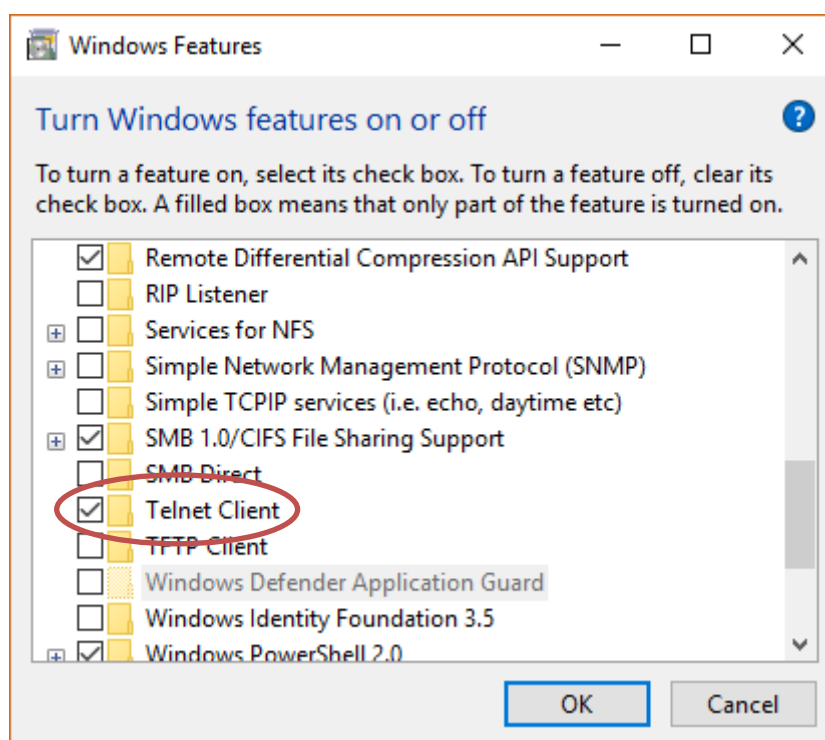 Windows Features
Turn Windows features on or off
To turn a feature on, select its check box. To turn a feature off, clear its
check box. A filled box means that only part of the feature is turned on.
Remote Differential Compression API Support
RIP Listener
Services for NFS
Simple Network Management Protocol (SNMP)
Simple TCPIP services (i.e. echo, daytime etc)
SMB 1.0/CIFS File Sharing Support
SMB Direct
Telnet Client
TFTP Client
Windows Defender Application Guard
Windows Identity Foundation 3.5
Windows PowerShell 2.0
OK Cancel